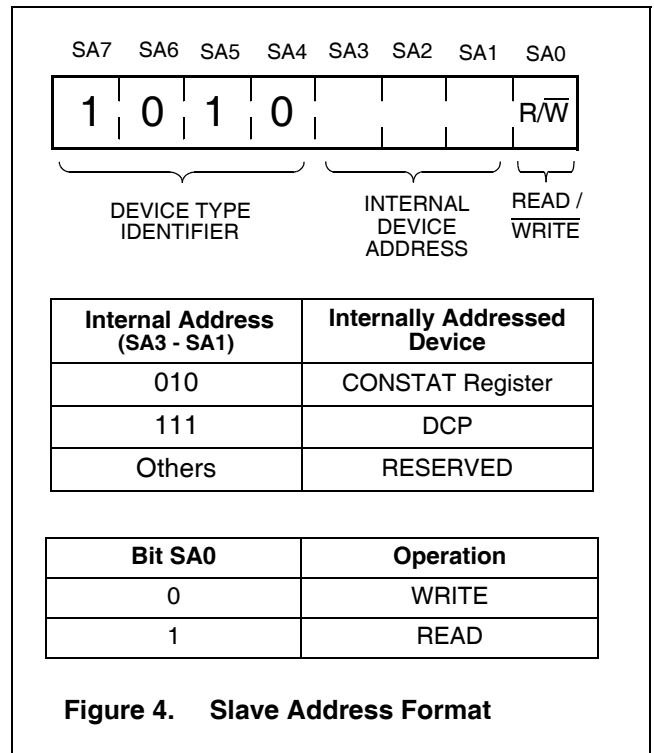 SA7 SA6 SA5 SA4 SA3 SA2 SA1 SA0
1 0 1 0 R/W̅
DEVICE TYPE
IDENTIFIER
INTERNAL
DEVICE
ADDRESS
READ /
W̅R̅I̅T̅E̅
Internal Address
(SA3 - SA1)
Internally Addressed
Device
010 CONSTAT Register
111 DCP
Others RESERVED
Bit SA0 Operation
0 WRITE
1 READ
Figure 4. Slave Address Format